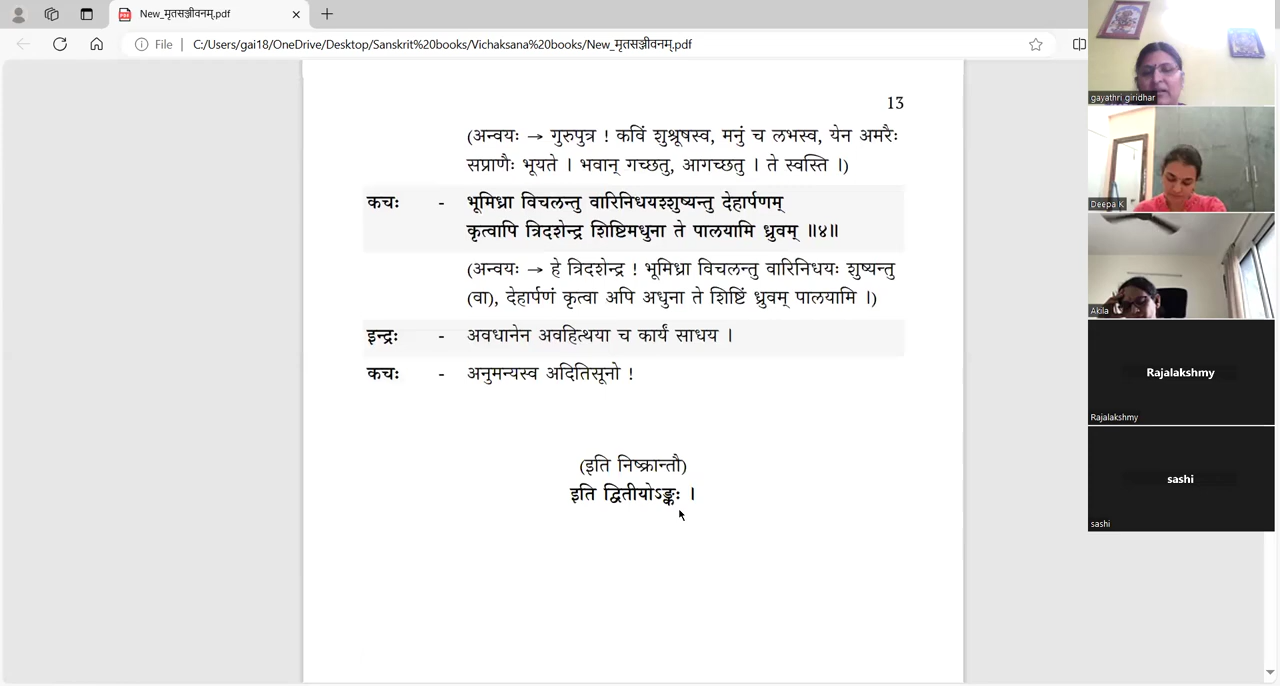 New_मृतसञ्जीवनम्.pdf
File | C:/Users/gai18/OneDrive/Desktop/Sanskrit%20books/Vichaksana%20books/New_मृतसञ्जीवनम्.pdf
13
(अन्वयः → गुरुपुत्र ! कविं शुश्रूषस्व, मनुं च लभस्व, येन अमरैः
सप्राणैः भूयते । भवान् गच्छतु, आगच्छतु । ते स्वस्ति ।)
कचः - भूमिध्रा विचलन्तु वारिनिधयश्शुष्यन्तु देहार्पणम्
कृत्वापि त्रिदशेन्द्र शिष्टिमधुना ते पालयामि ध्रुवम् ॥४॥
(अन्वयः → हे त्रिदशेन्द्र ! भूमिध्रा विचलन्तु वारिनिधयः शुष्यन्तु
(वा), देहार्पणं कृत्वा अपि अधुना ते शिष्टिं ध्रुवम् पालयामि ।)
इन्द्रः - अवधानेन अवहित्थया च कार्यं साधय ।
कचः - अनुमन्यस्व अदितिसूनो !
(इति निष्क्रान्तौ)
इति द्वितीयोऽङ्कः ।
gayathri giridhar
Deepa K
Akila
Rajalakshmy
Rajalakshmy
sashi
sashi